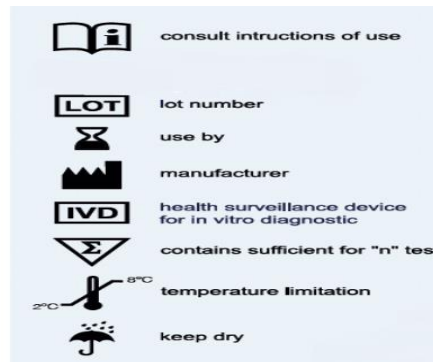 consult intructions of use
LOT lot number
use by
manufacturer
IVD health surveillance device
for in vitro diagnostic
Σ contains sufficient for "n" tes
8°C
temperature limitation
2°C
keep dry